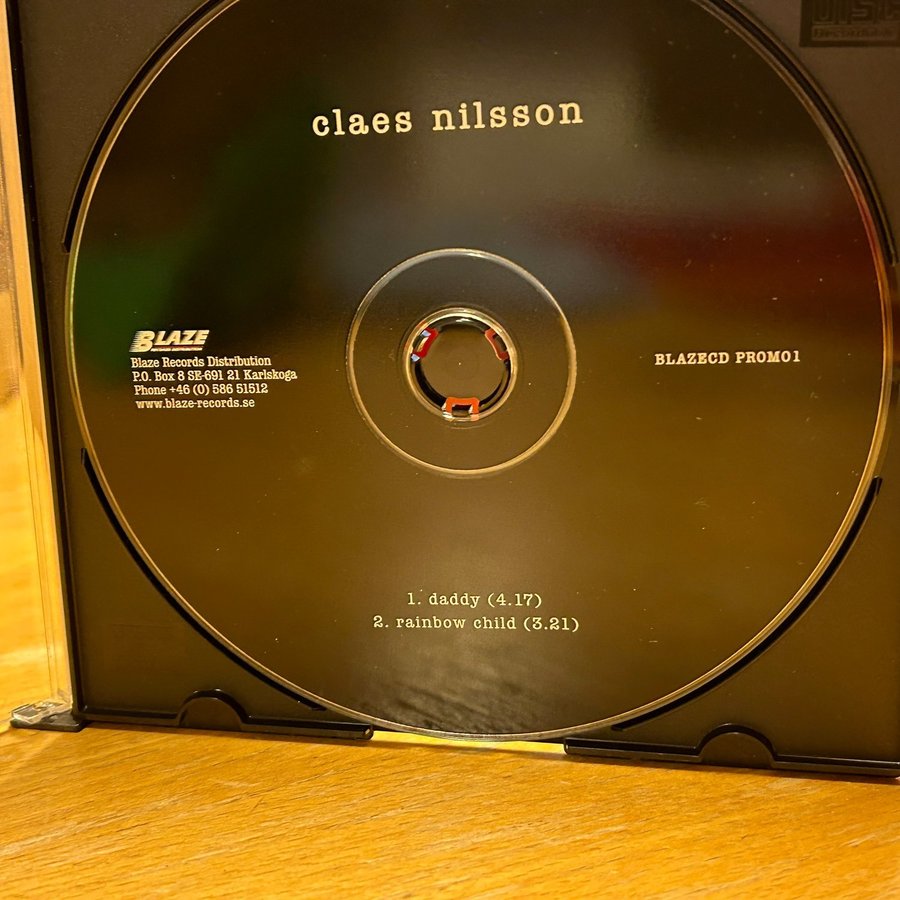 DISC
claes nilsson
BLAZE
Blaze Records Distribution
P.O. Box 8 SE-691 21 Karlskoga
Phone +46 (0) 586 51512
www.blaze-records.se
BLAZECD PROMO1
1. daddy (4.17)
2. rainbow child (3.21)